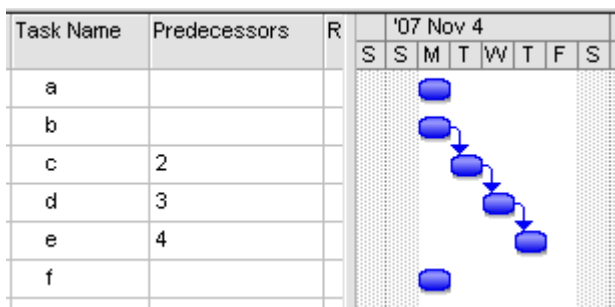 Task Name Predecessors R '07 Nov 4
S S M T W T F S
a
b
c 2
d 3
e 4
f